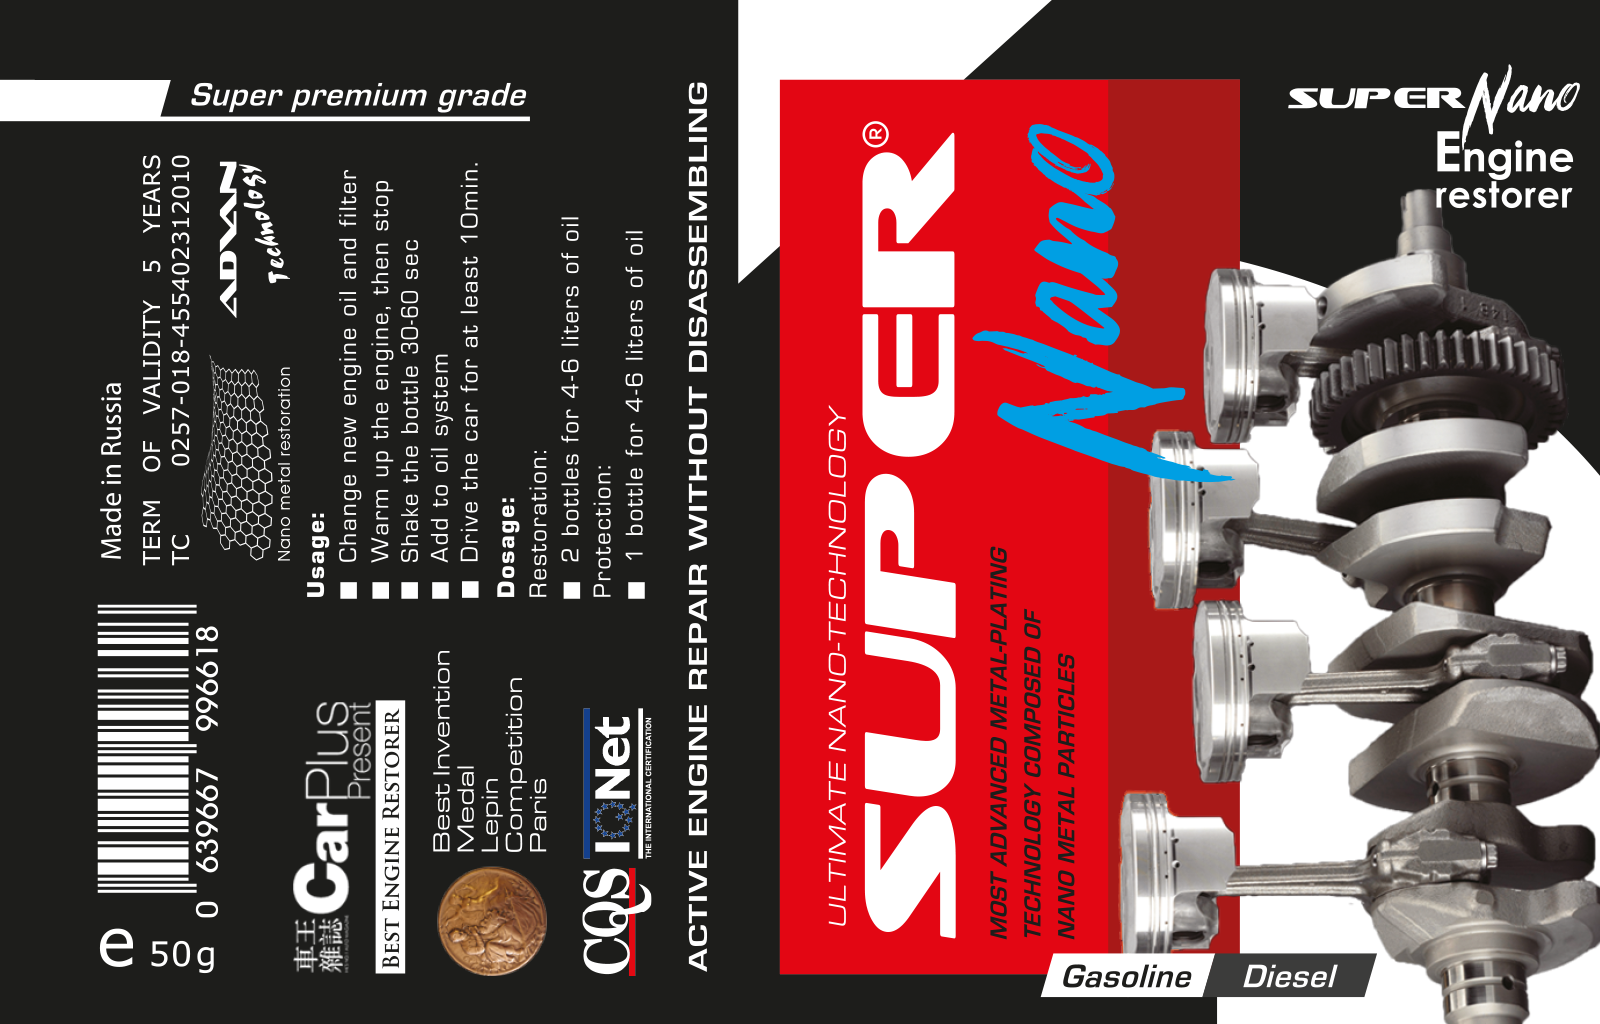 Super premium grade
Made in Russia
TERM OF VALIDITY 5 YEARS
TC 0257-018-45540231​2010
ADVAN
Technology
Nano metal restoration
Usage:
Change new engine oil and filter
Warm up the engine, then stop
Shake the bottle 30-60 sec
Add to oil system
Drive the car for at least 10min.
Dosage:
Restoration:
2 bottles for 4-6 liters of oil
Protection:
1 bottle for 4-6 liters of oil
0 639667 996618
e 50g
車王
雜誌
CarPlus
Present
BEST ENGINE RESTORER
Best Invention
Medal
Lepin
Competition
Paris
CQS
IQNet
THE INTERNATIONAL CERTIFICATION
ACTIVE ENGINE REPAIR WITHOUT DISASSEMBLING
ULTIMATE NANO-TECHNOLOGY
SUPER®
Nano
MOST ADVANCED METAL-PLATING
TECHNOLOGY COMPOSED OF
NANO METAL PARTICLES
Gasoline Diesel
SUPER Nano
Engine
restorer